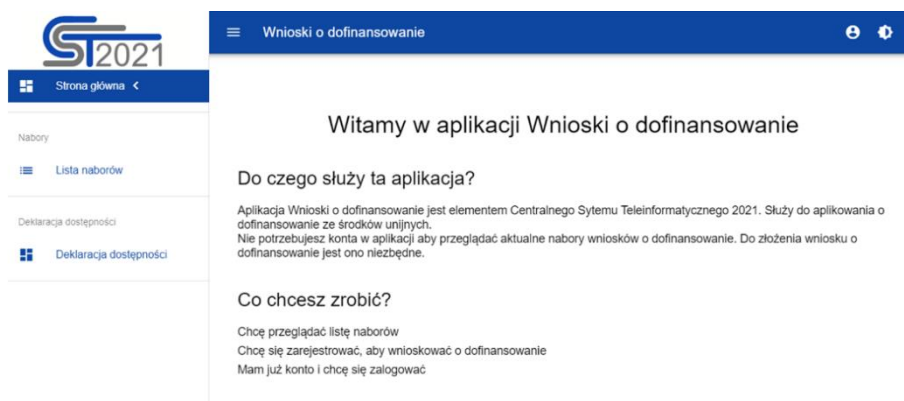 CST2021
Wnioski o dofinansowanie
Strona główna
Nabory
Lista naborów
Deklaracja dostępności
Deklaracja dostępności
Witamy w aplikacji Wnioski o dofinansowanie
Do czego służy ta aplikacja?
Aplikacja Wnioski o dofinansowanie jest elementem Centralnego Sytemu Teleinformatycznego 2021. Służy do aplikowania o
dofinansowanie ze środków unijnych.
Nie potrzebujesz konta w aplikacji aby przeglądać aktualne nabory wniosków o dofinansowanie. Do złożenia wniosku o
dofinansowanie jest ono niezbędne.
Co chcesz zrobić?
Chcę przeglądać listę naborów
Chcę się zarejestrować, aby wnioskować o dofinansowanie
Mam już konto i chcę się zalogować